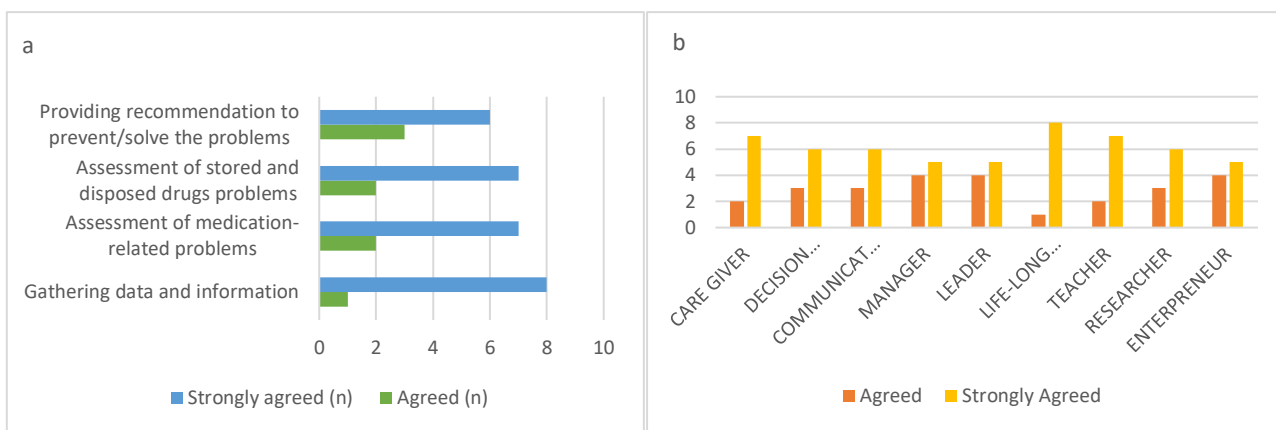 a
Providing recommendation to
prevent/solve the problems
Assessment of stored and
disposed drugs problems
Assessment of medication-
related problems
Gathering data and information
0 2 4 6 8 10
Strongly agreed (n) Agreed (n)
b
10
8
6
4
2
0
CARE GIVER
DECISION...
COMMUNICAT...
MANAGER
LEADER
LIFE-LONG...
TEACHER
RESEARCHER
ENTERPRENEUR
Agreed Strongly Agreed